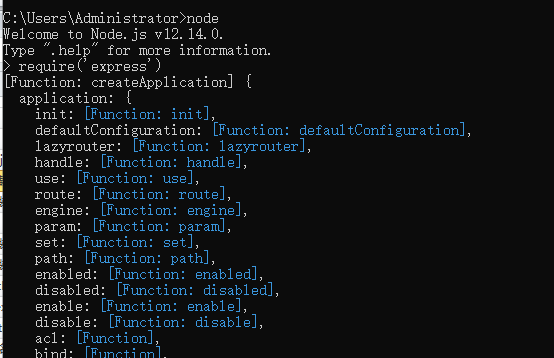 C:\Users\Administrator>node
Welcome to Node.js v12.14.0.
Type ".help" for more information.
> require('express')
[Function: createApplication] {
  application: {
    init: [Function: init],
    defaultConfiguration: [Function: defaultConfiguration],
    lazyrouter: [Function: lazyrouter],
    handle: [Function: handle],
    use: [Function: use],
    route: [Function: route],
    engine: [Function: engine],
    param: [Function: param],
    set: [Function: set],
    path: [Function: path],
    enabled: [Function: enabled],
    disabled: [Function: disabled],
    enable: [Function: enable],
    disable: [Function: disable],
    acl: [Function],
    bind: [Function],